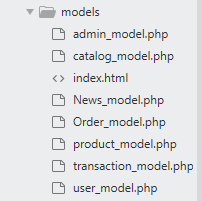 models
admin_model.php
catalog_model.php
index.html
News_model.php
Order_model.php
product_model.php
transaction_model.php
user_model.php